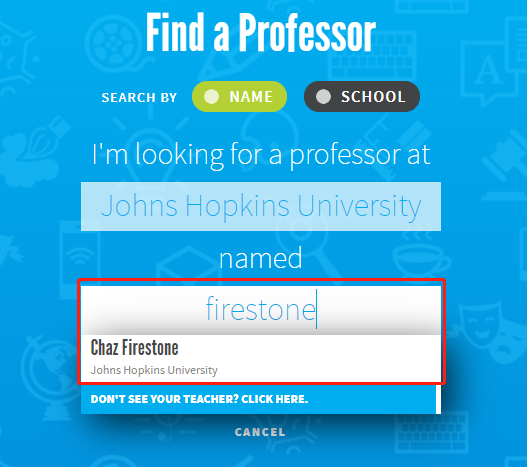 Find a Professor
SEARCH BY NAME SCHOOL
I'm looking for a professor at
Johns Hopkins University
named
firestone
Chaz Firestone
Johns Hopkins University
DON'T SEE YOUR TEACHER? CLICK HERE.
CANCEL